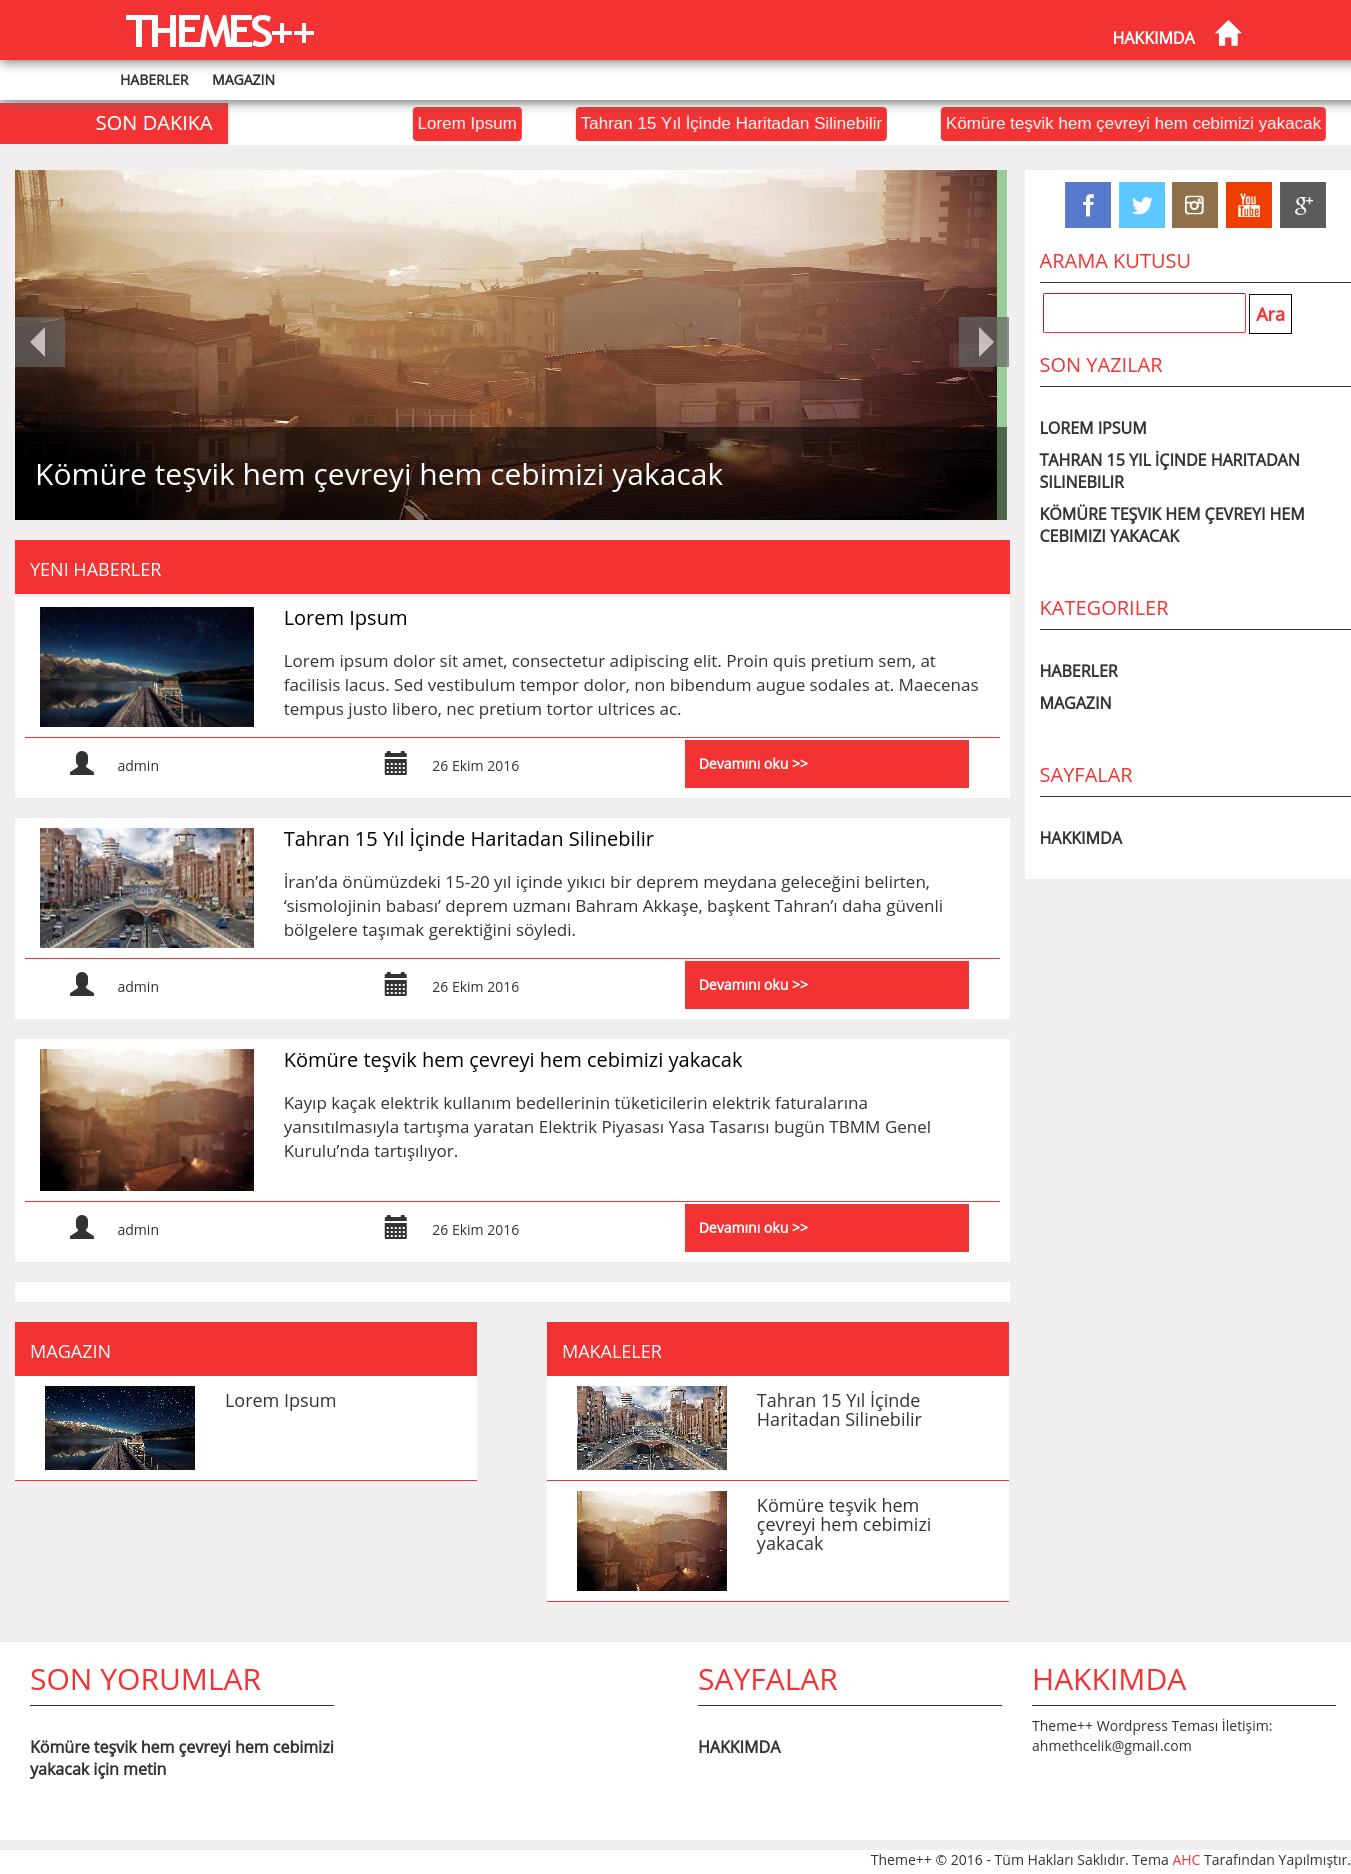 THEMES++
HAKKIMDA
HABERLER MAGAZIN
SON DAKIKA
Lorem Ipsum
Tahran 15 Yıl İçinde Haritadan Silinebilir
Kömüre teşvik hem çevreyi hem cebimizi yakacak
Kömüre teşvik hem çevreyi hem cebimizi yakacak
You
Tube
g+
ARAMA KUTUSU
Ara
SON YAZILAR
LOREM IPSUM
TAHRAN 15 YIL İÇINDE HARITADAN
SILINEBILIR
KÖMÜRE TEŞVIK HEM ÇEVREYI HEM
CEBIMIZI YAKACAK
KATEGORILER
HABERLER
MAGAZIN
SAYFALAR
HAKKIMDA
YENI HABERLER
Lorem Ipsum
Lorem ipsum dolor sit amet, consectetur adipiscing elit. Proin quis pretium sem, at
facilisis lacus. Sed vestibulum tempor dolor, non bibendum augue sodales at. Maecenas
tempus justo libero, nec pretium tortor ultrices ac.
admin
26 Ekim 2016
Devamını oku >>
Tahran 15 Yıl İçinde Haritadan Silinebilir
İran’da önümüzdeki 15-20 yıl içinde yıkıcı bir deprem meydana geleceğini belirten,
‘sismolojinin babası’ deprem uzmanı Bahram Akkaşe, başkent Tahran’ı daha güvenli
bölgelere taşımak gerektiğini söyledi.
admin
26 Ekim 2016
Devamını oku >>
Kömüre teşvik hem çevreyi hem cebimizi yakacak
Kayıp kaçak elektrik kullanım bedellerinin tüketicilerin elektrik faturalarına
yansıtılmasıyla tartışma yaratan Elektrik Piyasası Yasa Tasarısı bugün TBMM Genel
Kurulu’nda tartışılıyor.
admin
26 Ekim 2016
Devamını oku >>
MAGAZIN
Lorem Ipsum
MAKALELER
Tahran 15 Yıl İçinde
Haritadan Silinebilir
Kömüre teşvik hem
çevreyi hem cebimizi
yakacak
SON YORUMLAR
Kömüre teşvik hem çevreyi hem cebimizi
yakacak için metin
SAYFALAR
HAKKIMDA
HAKKIMDA
Theme++ Wordpress Teması İletişim:
ahmethcelik@gmail.com
Theme++ © 2016 - Tüm Hakları Saklıdır. Tema AHC Tarafından Yapılmıştır.